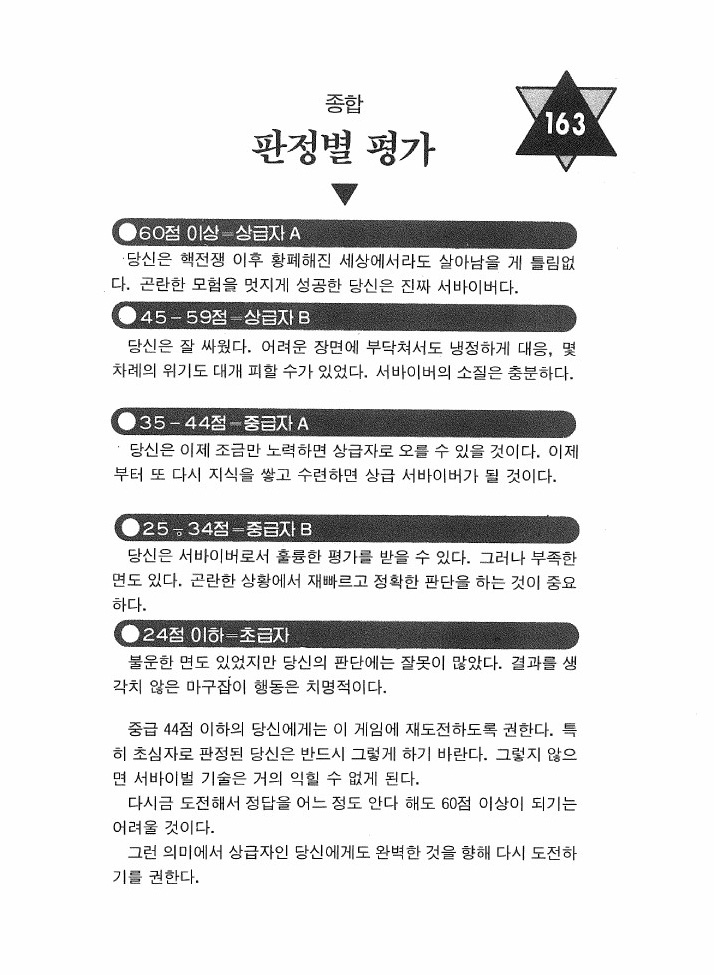 종합
판정별 평가
163
60점 이상=상급자 A
당신은 핵전쟁 이후 황폐해진 세상에서라도 살아남을 게 틀림없
다. 곤란한 모험을 멋지게 성공한 당신은 진짜 서바이버다.
45-59점=상급자 B
당신은 잘 싸웠다. 어려운 장면에 부닥쳐서도 냉정하게 대응, 몇
차례의 위기도 대개 피할 수가 있었다. 서바이버의 소질은 충분하다.
35-44점=중급자 A
당신은 이제 조금만 노력하면 상급자로 오를 수 있을 것이다. 이제
부터 또 다시 지식을 쌓고 수련하면 상급 서바이버가 될 것이다.
25-34점=중급자 B
당신은 서바이버로서 훌륭한 평가를 받을 수 있다. 그러나 부족한
면도 있다. 곤란한 상황에서 재빠르고 정확한 판단을 하는 것이 중요
하다.
24점 이하=초급자
불운한 면도 있었지만 당신의 판단에는 잘못이 많았다. 결과를 생
각치 않은 마구잡이 행동은 치명적이다.
중급 44점 이하의 당신에게는 이 게임에 재도전하도록 권한다. 특
히 초심자로 판정된 당신은 반드시 그렇게 하기 바란다. 그렇지 않으
면 서바이벌 기술은 거의 익힐 수 없게 된다.
다시금 도전해서 정답을 어느 정도 안다 해도 60점 이상이 되기는
어려울 것이다.
그런 의미에서 상급자인 당신에게도 완벽한 것을 향해 다시 도전하
기를 권한다.